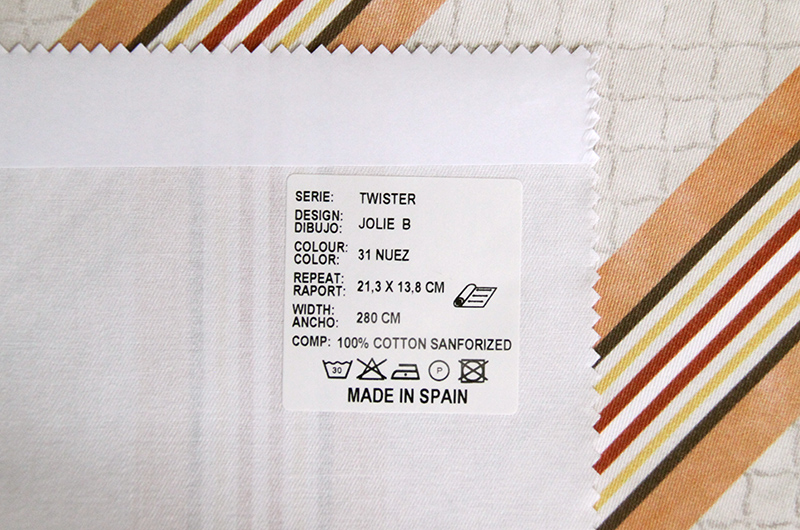 SERIE: TWISTER
DESIGN:
DIBUJO: JOLIE B
COLOUR:
COLOR: 31 NUEZ
REPEAT:
RAPORT: 21,3 X 13,8 CM
WIDTH:
ANCHO: 280 CM
COMP: 100% COTTON SANFORIZED
30 P
MADE IN SPAIN